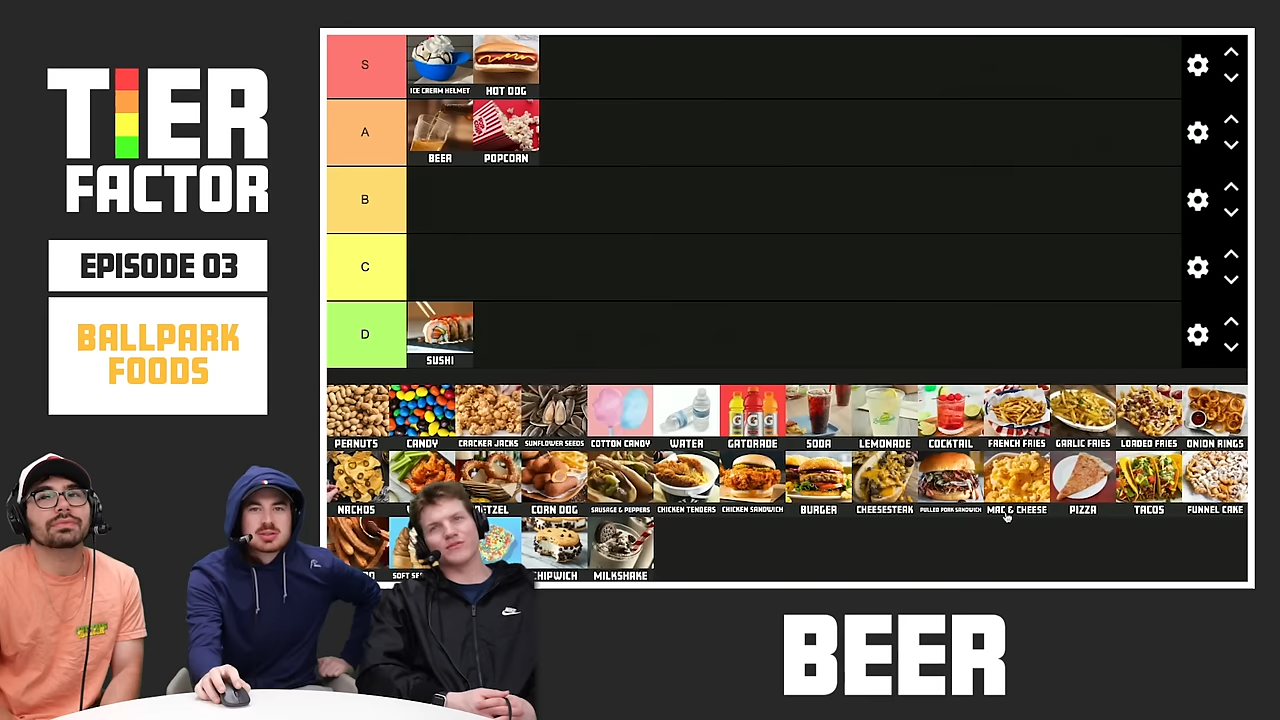 TIER
FACTOR
EPISODE 03
BALLPARK
FOODS
S
ICE CREAM HELMET
HOT DOG
A
BEER
POPCORN
B
C
D
SUSHI
PEANUTS
CANDY
CRACKER JACKS
SUNFLOWER SEEDS
COTTON CANDY
WATER
GATORADE
SODA
LEMONADE
COCKTAIL
FRENCH FRIES
GARLIC FRIES
LOADED FRIES
ONION RINGS
NACHOS
CORN DOG
SAUSAGE & PEPPERS
CHICKEN TENDERS
CHICKEN SANDWICH
BURGER
CHEESESTEAK
PULLED PORK SANDWICH
MAC & CHEESE
PIZZA
TACOS
FUNNEL CAKE
MILKSHAKE
BEER